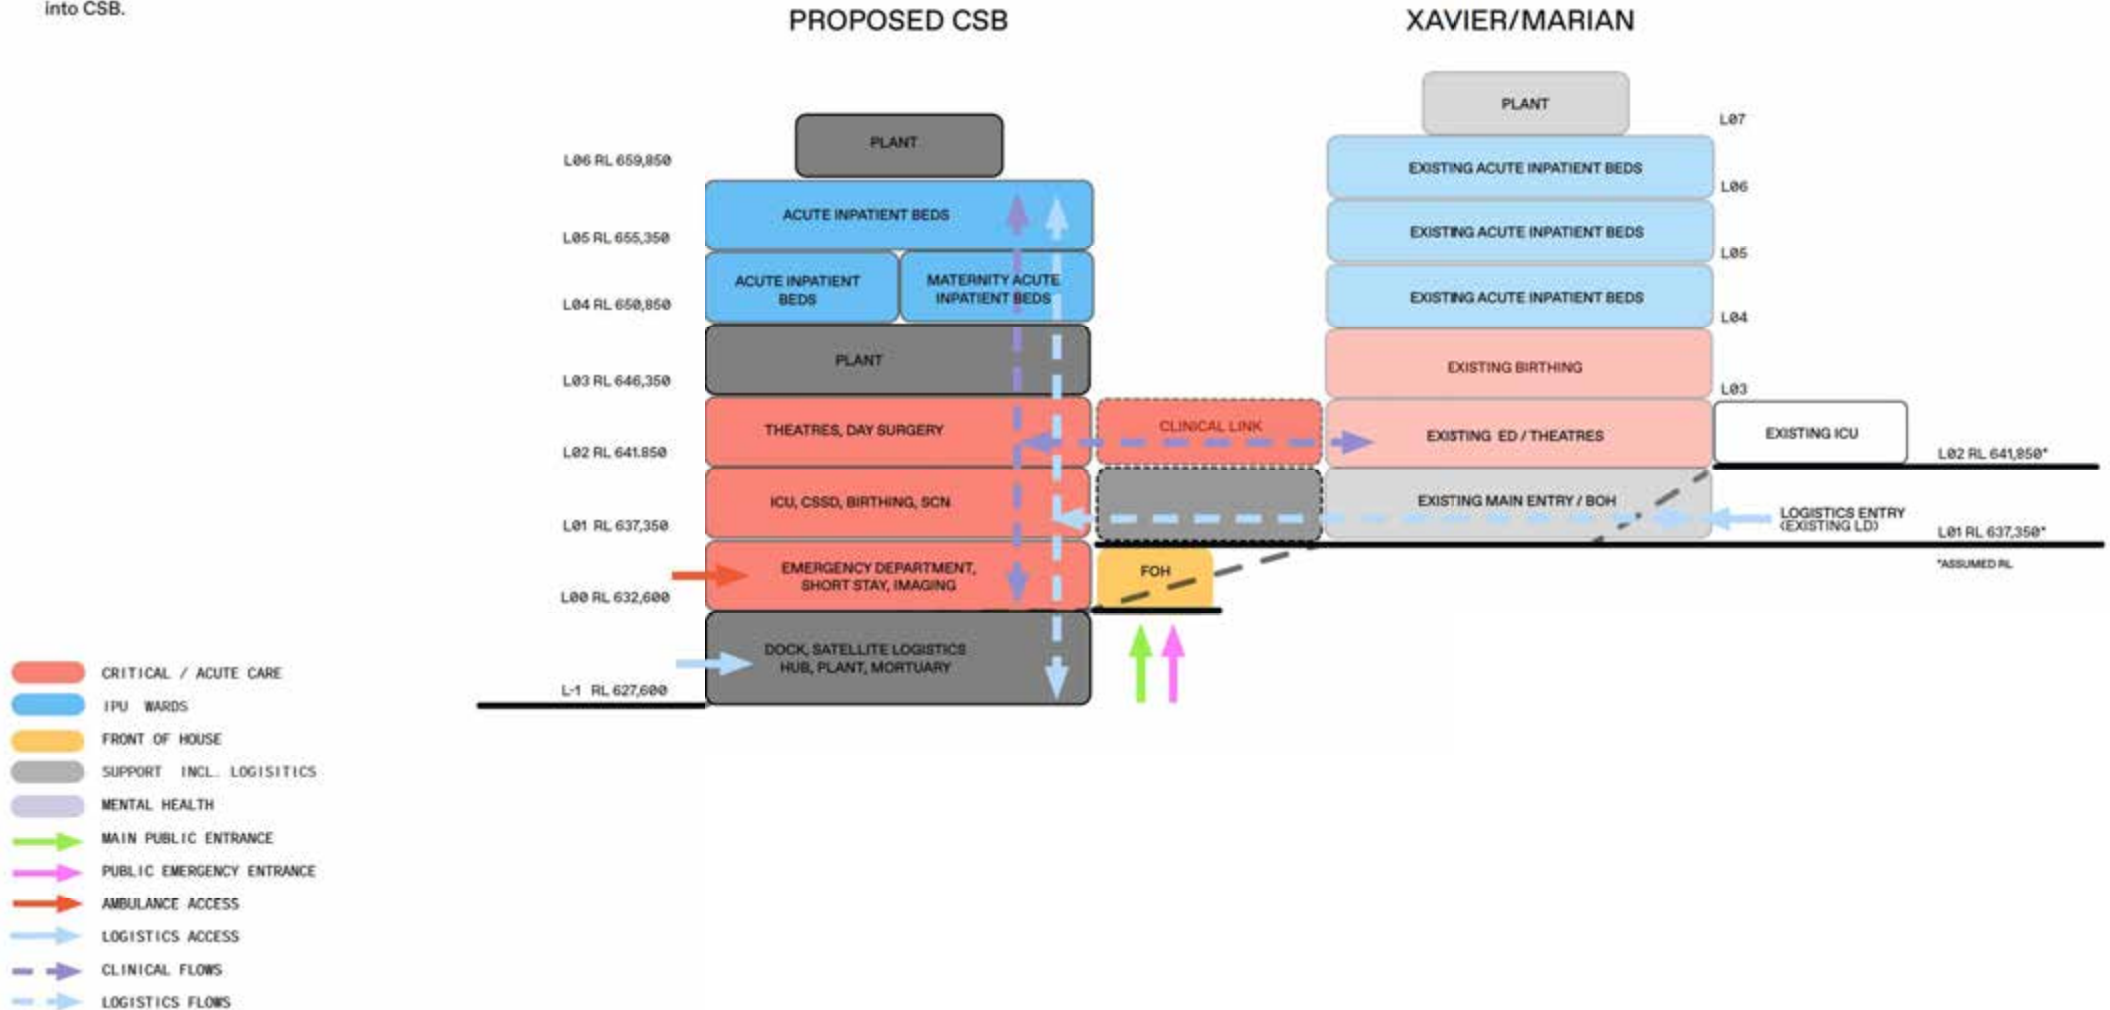 into CSB.
PROPOSED CSB
XAVIER/MARIAN
PLANT
L06 RL 659,850
ACUTE INPATIENT BEDS
L05 RL 655,350
ACUTE INPATIENT
BEDS
MATERNITY ACUTE
INPATIENT BEDS
L04 RL 650,850
PLANT
L03 RL 646,350
THEATRES, DAY SURGERY
L02 RL 641.850
ICU, CSSD, BIRTHING, SCN
L01 RL 637,350
EMERGENCY DEPARTMENT,
SHORT STAY, IMAGING
L00 RL 632,600
DOCK, SATELLITE LOGISTICS
HUB, PLANT, MORTUARY
L-1 RL 627,600
CLINICAL LINK
FOH
PLANT
L07
EXISTING ACUTE INPATIENT BEDS
L06
EXISTING ACUTE INPATIENT BEDS
L05
EXISTING ACUTE INPATIENT BEDS
L04
EXISTING BIRTHING
L03
EXISTING ED / THEATRES
EXISTING ICU
L02 RL 641,850*
EXISTING MAIN ENTRY / BOH
LOGISTICS ENTRY
(EXISTING LD)
L01 RL 637,350*
*ASSUMED RL
CRITICAL / ACUTE CARE
IPU WARDS
FRONT OF HOUSE
SUPPORT INCL. LOGISITICS
MENTAL HEALTH
MAIN PUBLIC ENTRANCE
PUBLIC EMERGENCY ENTRANCE
AMBULANCE ACCESS
LOGISTICS ACCESS
CLINICAL FLOWS
LOGISTICS FLOWS